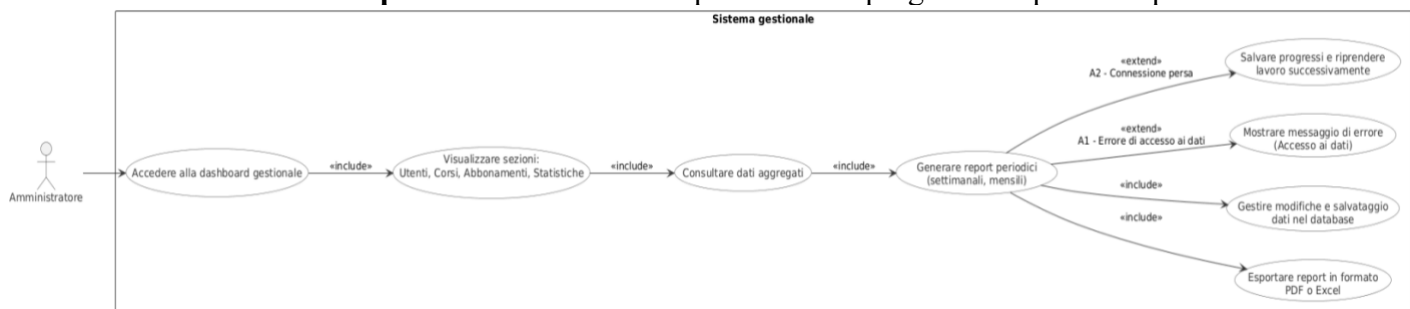 Sistema gestionale
Amministratore
Accedere alla dashboard gestionale
«include»
Visualizzare sezioni:
Utenti, Corsi, Abbonamenti, Statistiche
«include»
Consultare dati aggregati
«include»
Generare report periodici
(settimanali, mensili)
«extend»
A2 - Connessione persa
Salvare progressi e riprendere
lavoro successivamente
«extend»
A1 - Errore di accesso ai dati
Mostrare messaggio di errore
(Accesso ai dati)
«include»
Gestire modifiche e salvataggio
dati nel database
«include»
Esportare report in formato
PDF o Excel